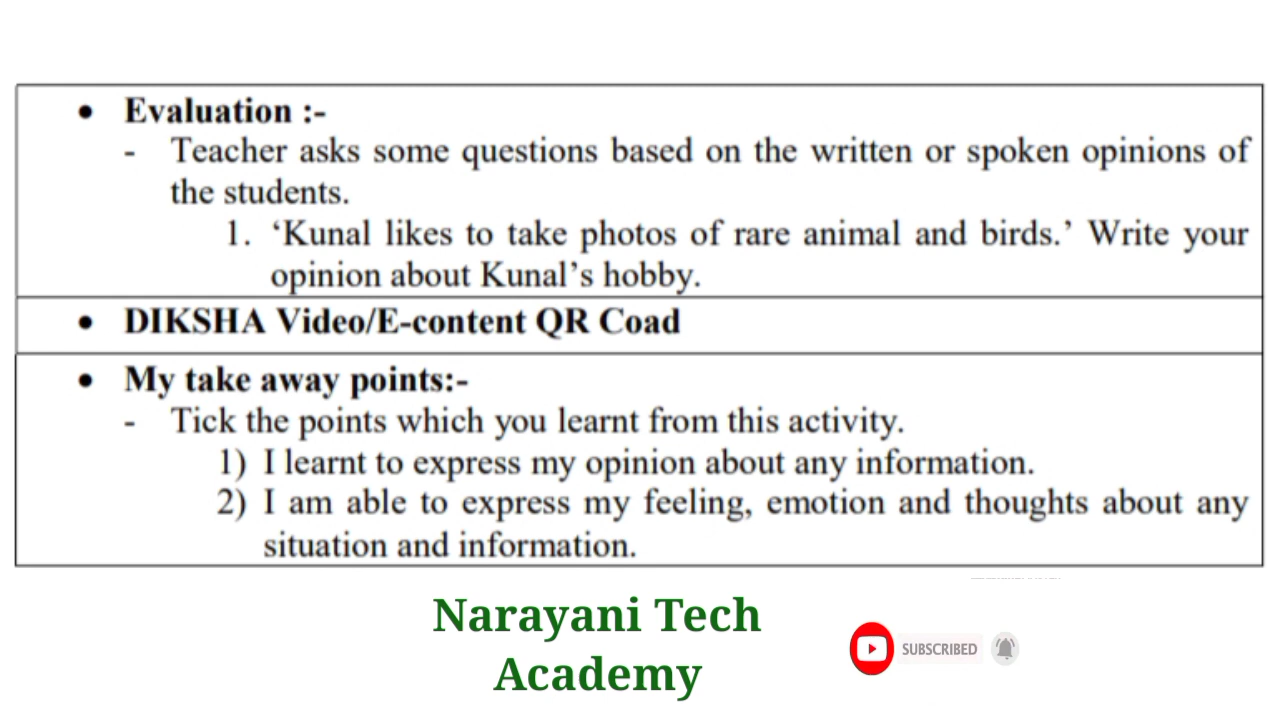 • Evaluation :-
- Teacher asks some questions based on the written or spoken opinions of
the students.
1. ‘Kunal likes to take photos of rare animal and birds.’ Write your
opinion about Kunal’s hobby.
• DIKSHA Video/E-content QR Coad
• My take away points:-
- Tick the points which you learnt from this activity.
1) I learnt to express my opinion about any information.
2) I am able to express my feeling, emotion and thoughts about any
situation and information.
Narayani Tech
Academy
SUBSCRIBED